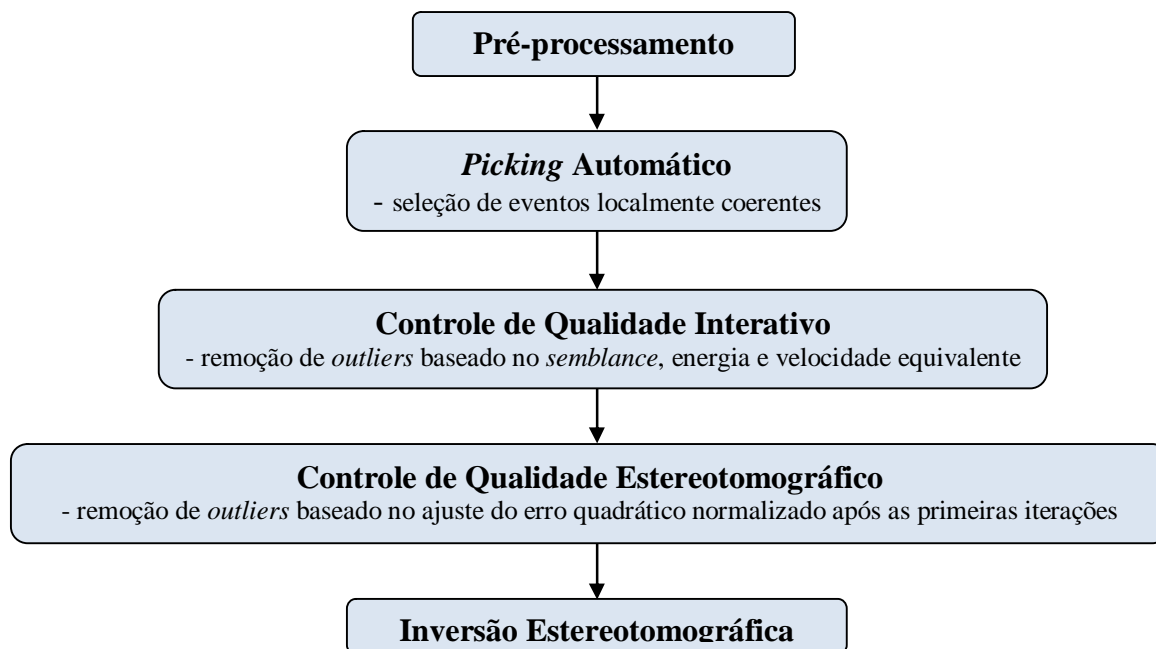 Pré-processamento
Picking Automático
- seleção de eventos localmente coerentes
Controle de Qualidade Interativo
- remoção de outliers baseado no semblance, energia e velocidade equivalente
Controle de Qualidade Estereotomográfico
- remoção de outliers baseado no ajuste do erro quadrático normalizado após as primeiras iterações
Inversão Estereotomográfica